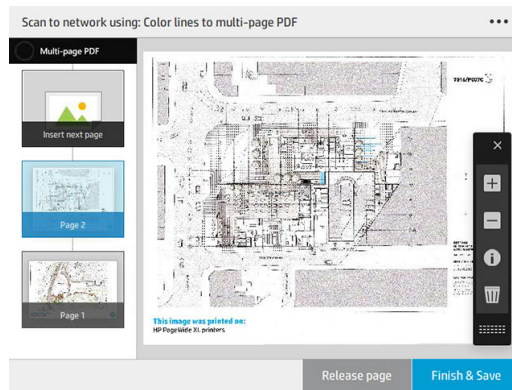 Scan to network using: Color lines to multi-page PDF
Multi-page PDF
Insert next page
Page 2
Page 1
This image was printed on:
HP PageWide XL printers
Release page
Finish & Save